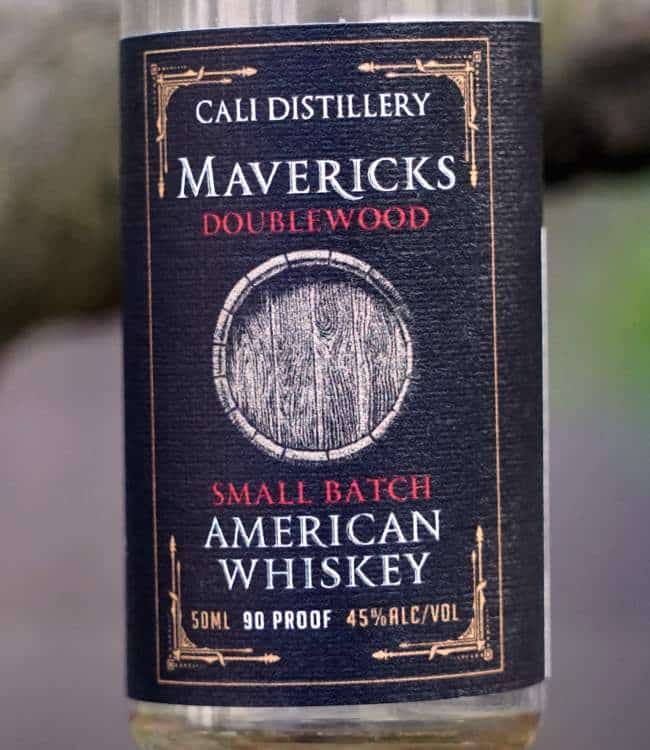 CALI DISTILLERY
MAVERICKS
DOUBLEWOOD
SMALL BATCH
AMERICAN
WHISKEY
50ML 90 PROOF 45%ALC/VOL